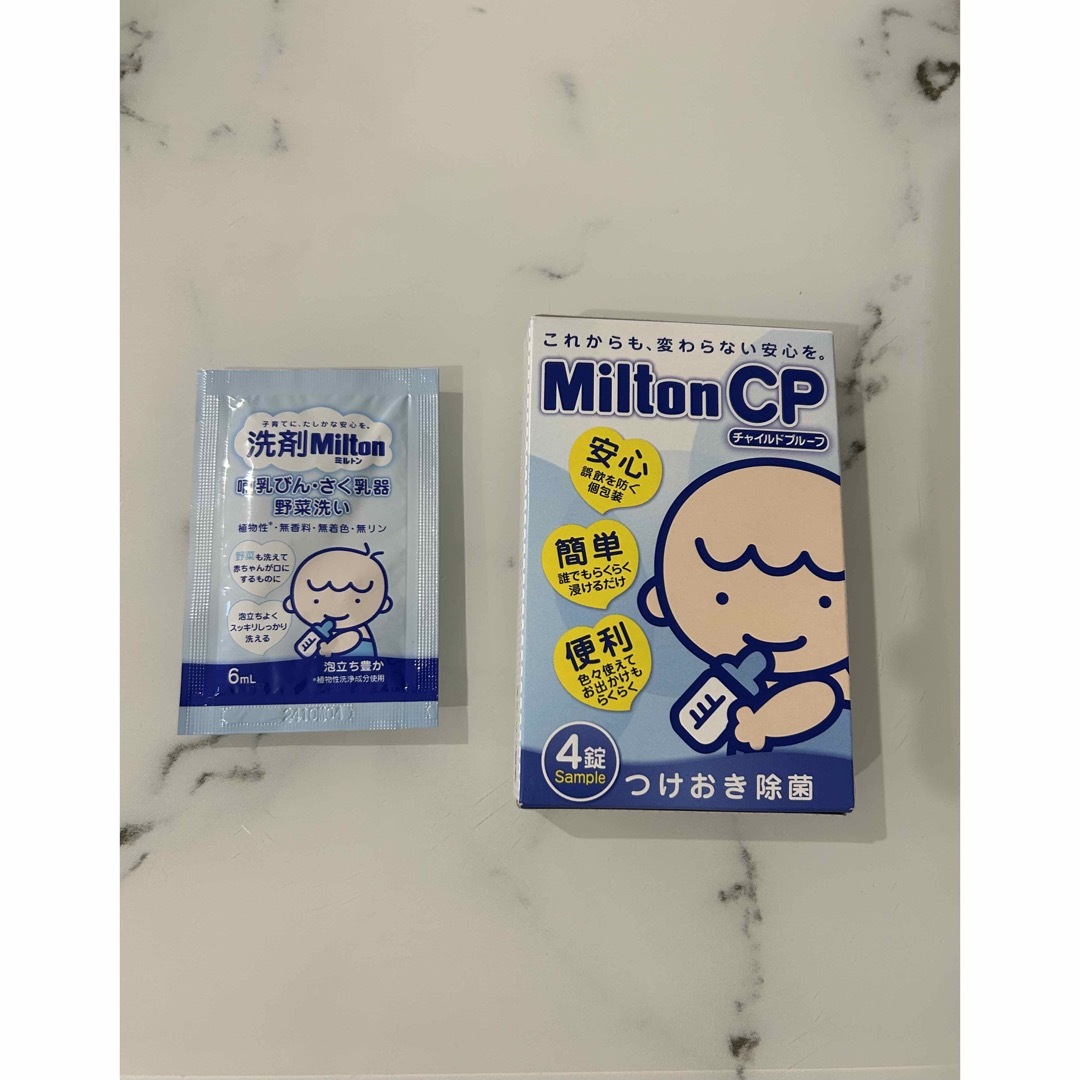 子育てに、たしかな安心を。
洗剤Milton
ミルトン
哺乳びん・さく乳器
野菜洗い
植物性*・無香料・無着色・無リン
野菜も洗えて
赤ちゃんが口に
するものに
泡立ちよく
スッキリしっかり
洗える
泡立ち豊か
*植物性洗浄成分使用
6mL
これからも、変わらない安心を。
Milton CP
チャイルドプルーフ
安心
誤飲を防ぐ
個包装
簡単
誰でもらくらく
浸けるだけ
便利
色々使えて
お出かけも
らくらく
4錠
Sample
つけおき除菌